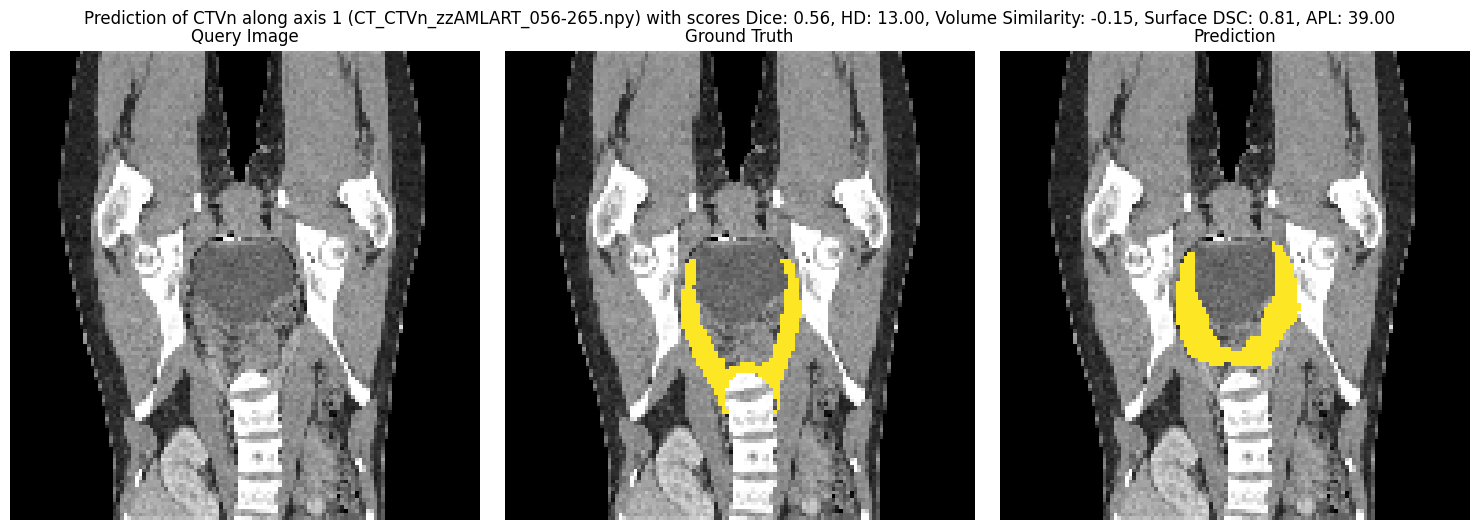 Prediction of CTVn along axis 1 (CT_CTVn_zzAMLART_056-265.npy) with scores Dice: 0.56, HD: 13.00, Volume Similarity: -0.15, Surface DSC: 0.81, APL: 39.00
Query Image
Ground Truth
Prediction